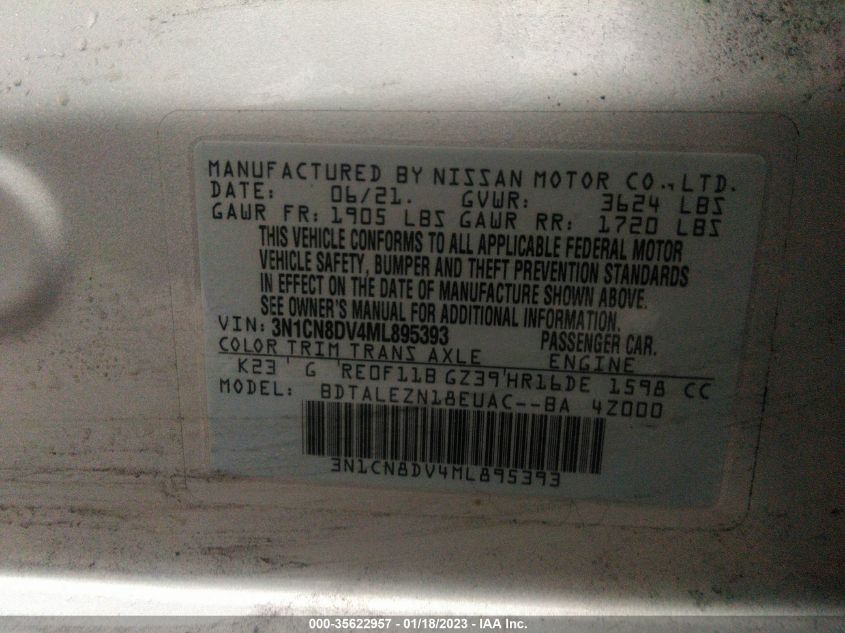 MANUFACTURED BY NISSAN MOTOR CO., LTD.
DATE: 06/21. GVWR: 3624 LBS
GAWR FR: 1905 LBS GAWR RR: 1720 LBS
THIS VEHICLE CONFORMS TO ALL APPLICABLE FEDERAL MOTOR
VEHICLE SAFETY, BUMPER AND THEFT PREVENTION STANDARDS
IN EFFECT ON THE DATE OF MANUFACTURE SHOWN ABOVE.
SEE OWNER'S MANUAL FOR ADDITIONAL INFORMATION.
VIN: 3N1CN8DV4ML895393 PASSENGER CAR.
COLOR TRIM TRANS AXLE ENGINE
K23 ' G 'RE0F11B GZ39'HR16DE 1598 CC
MODEL: BDTALEZN18EUAC--BA 4Z000
3N1CN8DV4ML895393
000-35622957 - 01/18/2023 - IAA Inc.